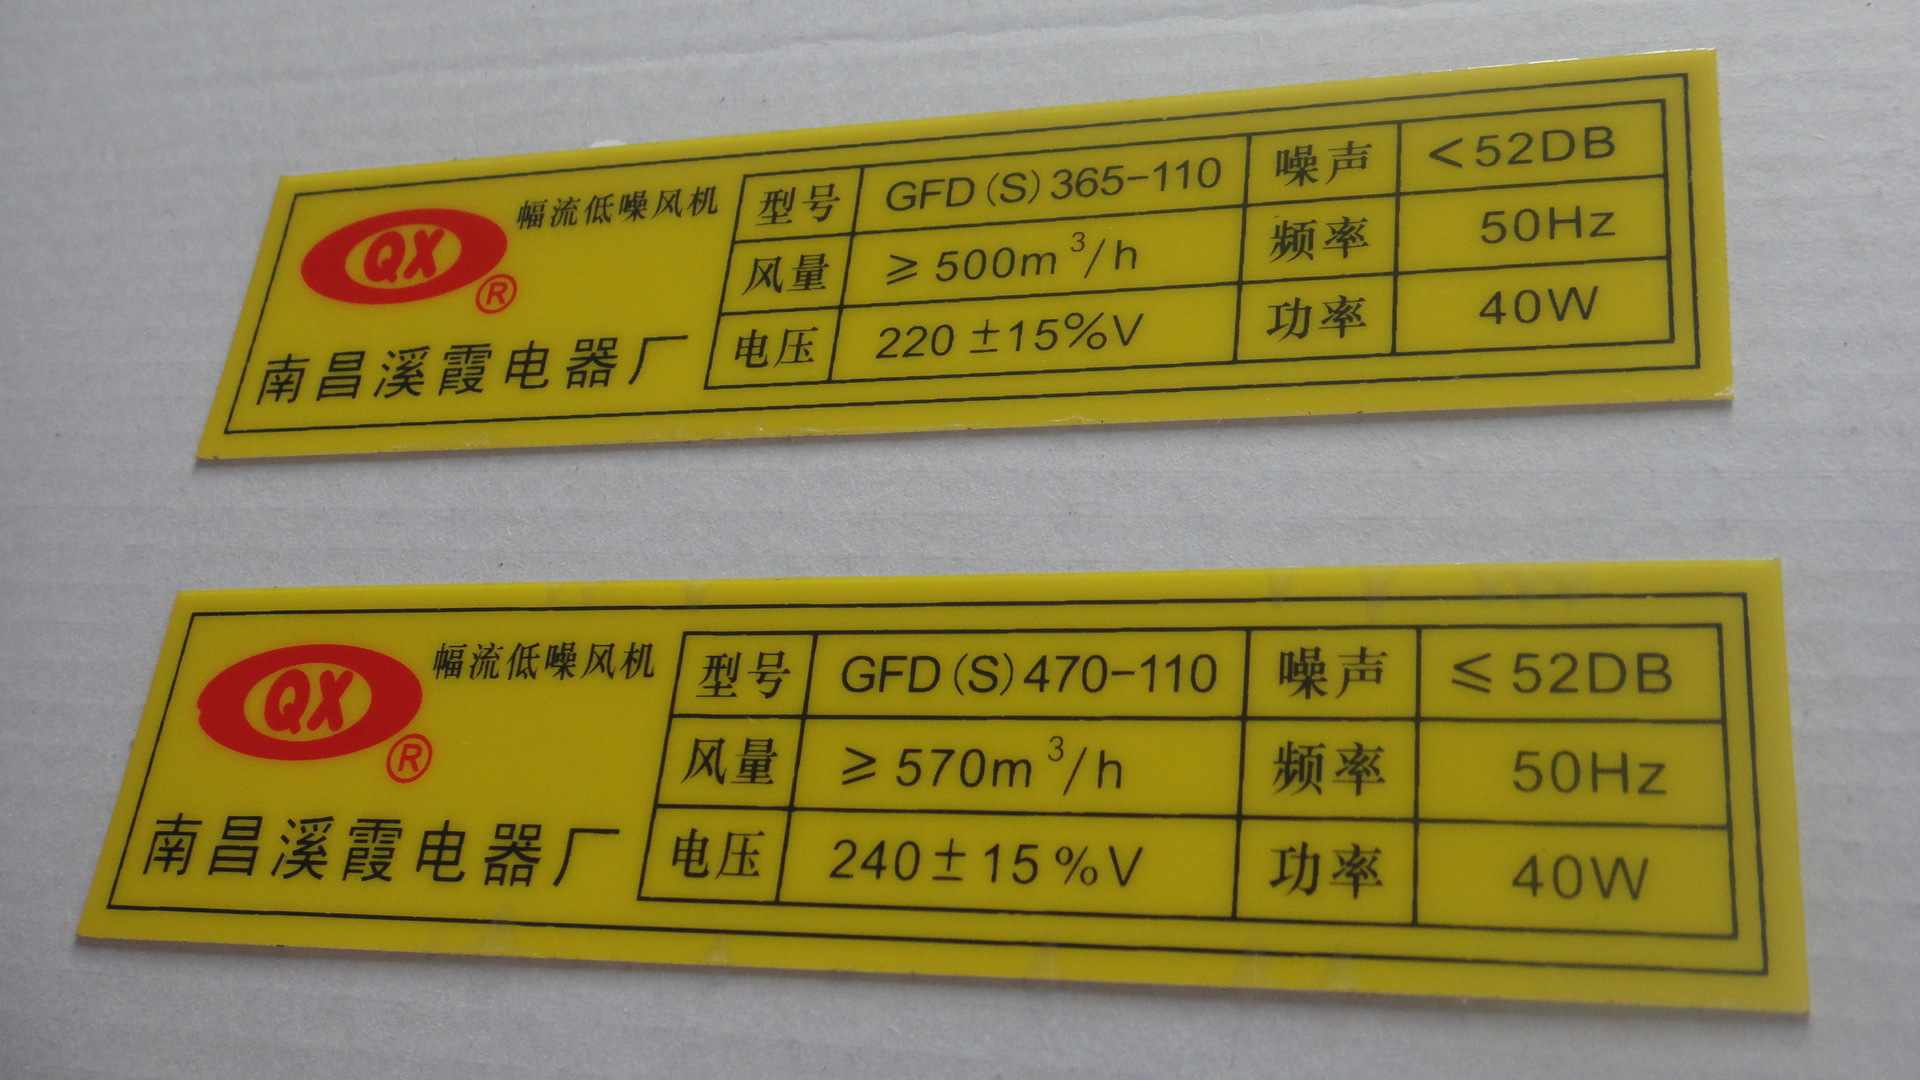 QX ®
幅流低噪风机
南昌溪霞电器厂
型号 GFD(S)365-110 噪声 <52DB
风量 ≥500m³/h 频率 50Hz
电压 220±15%V 功率 40W
QX ®
幅流低噪风机
南昌溪霞电器厂
型号 GFD(S)470-110 噪声 ≤52DB
风量 ≥570m³/h 频率 50Hz
电压 240±15%V 功率 40W